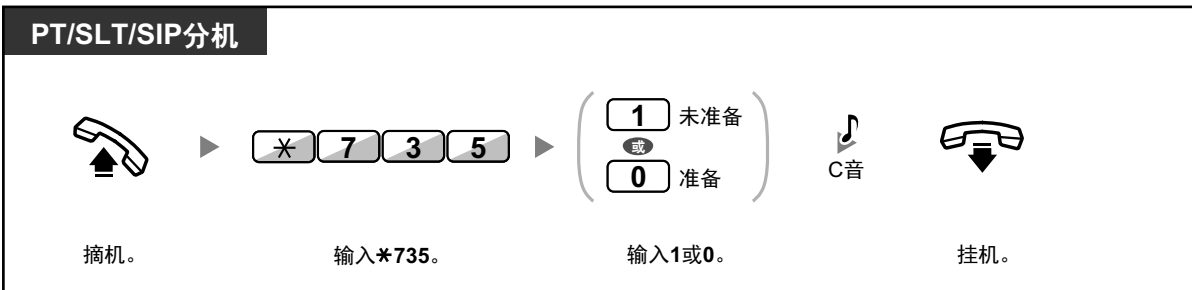 PT/SLT/SIP分机
✳ 7 3 5
1 未准备
或
0 准备
C音
摘机。 输入✳735。 输入1或0。 挂机。